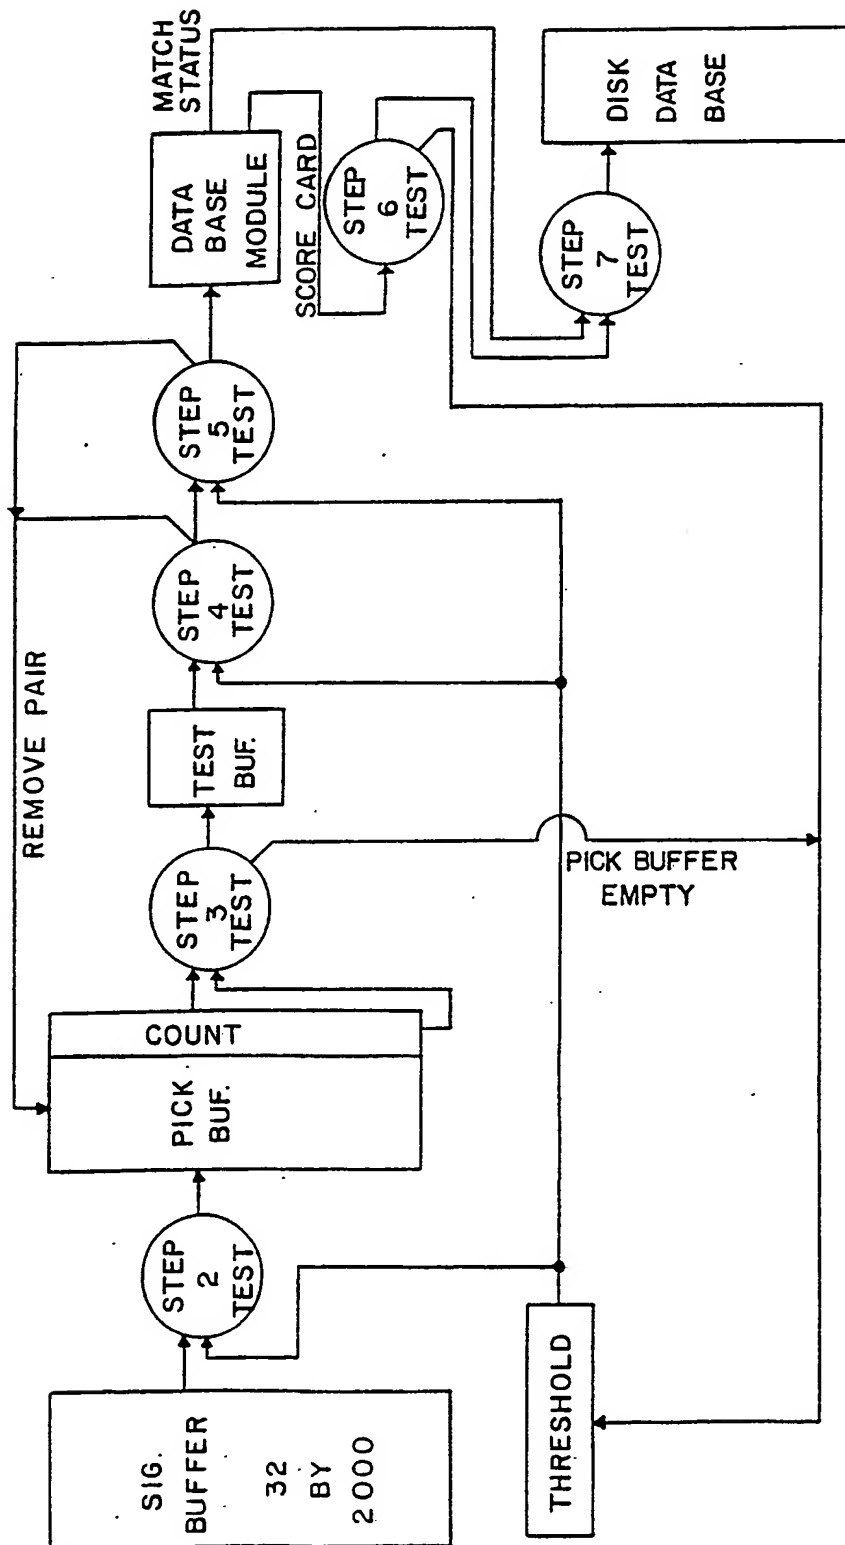 SIG.
BUFFER
32
BY
2000
STEP
2
TEST
PICK
BUF.
COUNT
REMOVE PAIR
STEP
3
TEST
TEST
BUF.
STEP
4
TEST
STEP
5
TEST
DATA
BASE
MODULE
MATCH
STATUS
SCORE CARD
STEP
6
TEST
STEP
7
TEST
DISK
DATA
BASE
THRESHOLD
PICK BUFFER
EMPTY